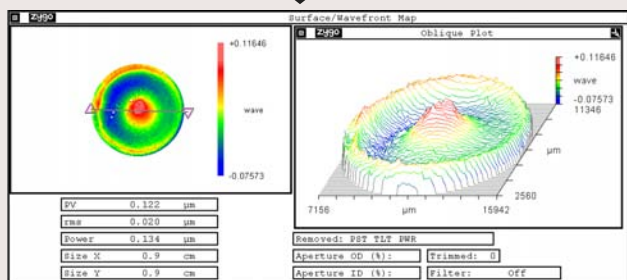 zygo Surface/Wavefront Map
+0.11646
wave
-0.07573
zygo Oblique Plot
+0.11646
wave
-0.07573
11346
µm
2560
7156 µm 15942
PV 0.122 µm
rms 0.020 µm
Power 0.134 µm
Size X 0.9 cm
Size Y 0.9 cm
Removed: PST TLT PWR
Aperture OD (%): Trimmed: 0
Aperture ID (%): Filter: Off